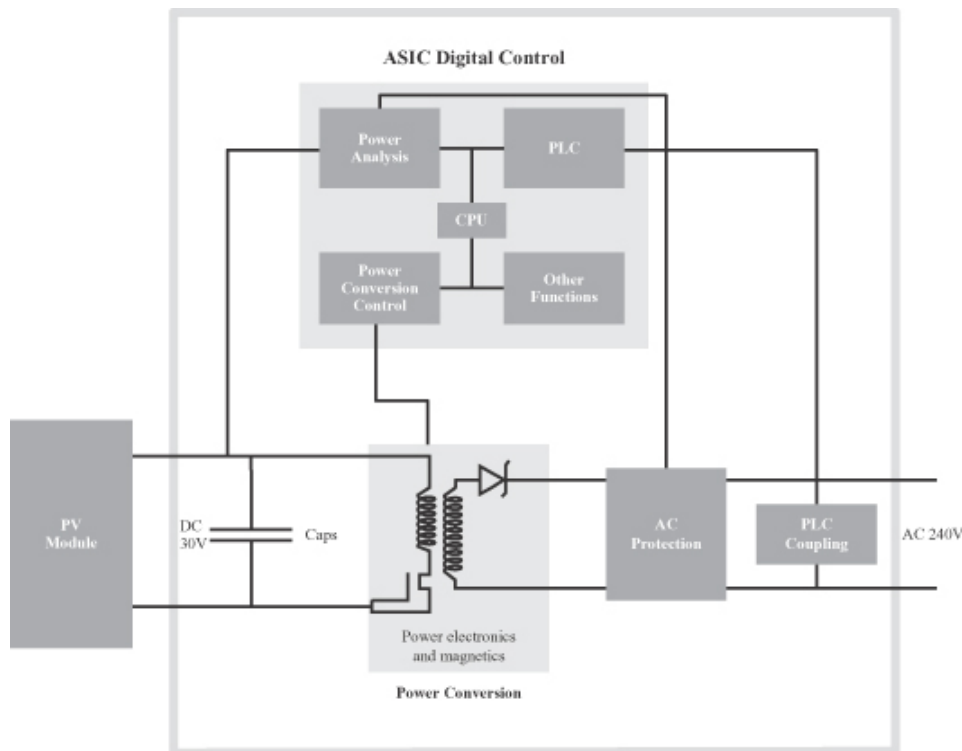 ASIC Digital Control
Power
Analysis
PLC
CPU
Power
Conversion
Control
Other
Functions
PV
Module
DC
30V
Caps
AC
Protection
PLC
Coupling
AC 240V
Power electronics
and magnetics
Power Conversion